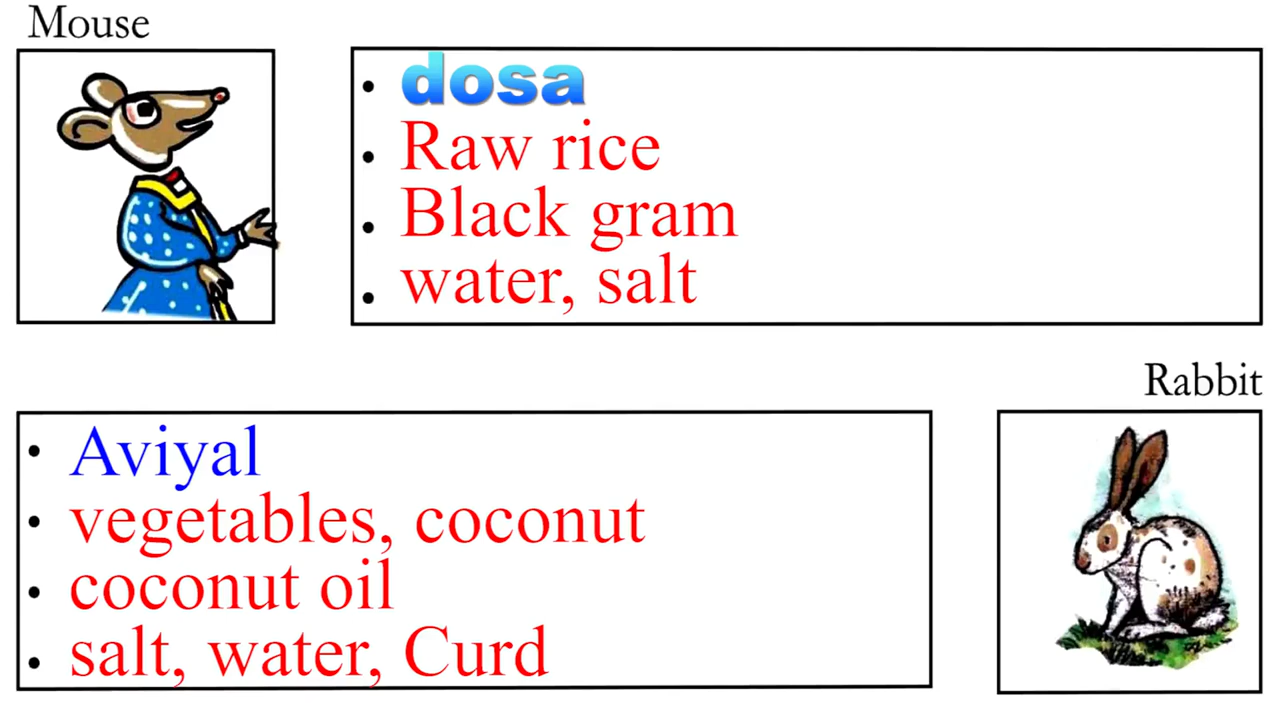 Mouse
• dosa
• Raw rice
• Black gram
• water, salt
Rabbit
• Aviyal
• vegetables, coconut
• coconut oil
• salt, water, Curd